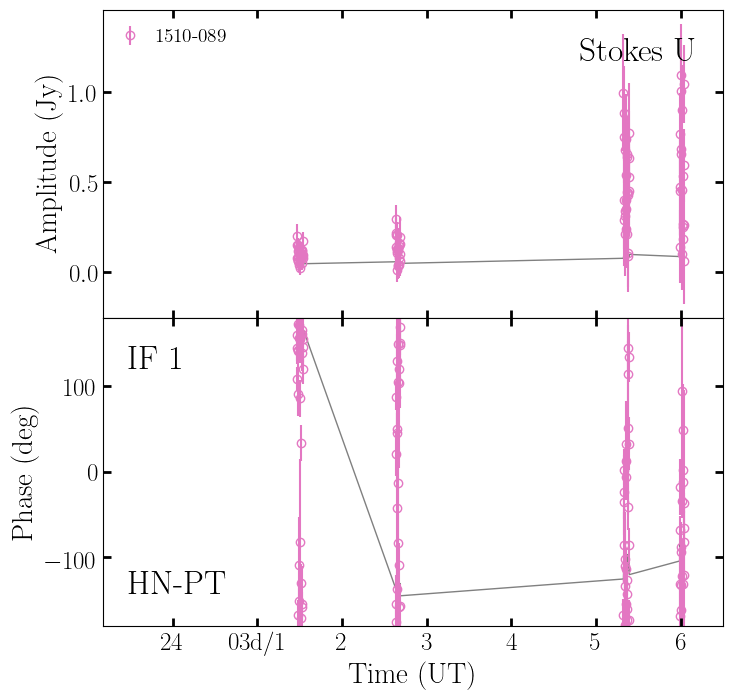 1510-089
Stokes U
Amplitude (Jy)
1.0
0.5
0.0
IF 1
HN-PT
Phase (deg)
100
0
−100
24 03d/1 2 3 4 5 6
Time (UT)